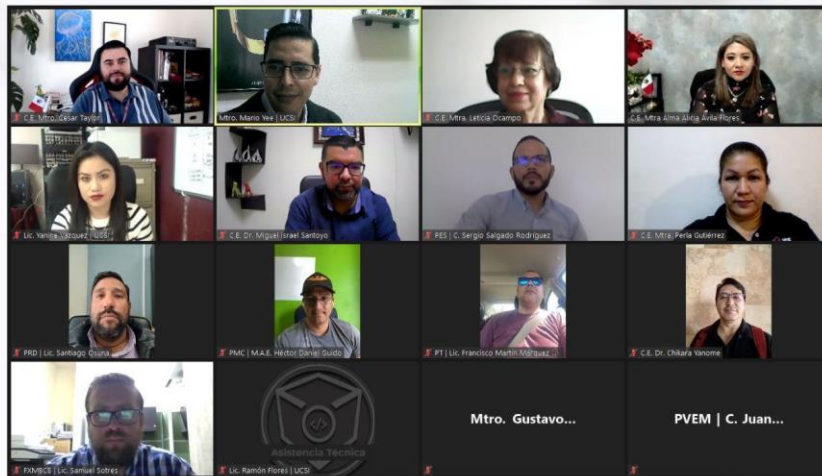 C.E. Mtro. César Taylor
Mtro. Mario Yee | UCSI
C.E. Mtra. Leticia Ocampo
C.E. Mtra Alma Alicia Ávila Flores
Lic. Yanine Vázquez | UCSI
C.E. Dr. Miguel Israel Santoyo
PES | C. Sergio Salgado Rodríguez
C.E. Mtra. Perla Gutiérrez
PRD | Lic. Santiago Osuna
PMC | M.A.E. Héctor Daniel Guido
PT | Lic. Francisco Martín Márquez ...
C.E. Dr. Chikara Yanome
</>
Asistencia Técnica
Mtro. Gustavo...
PVEM | C. Juan...
FXMBCS | Lic. Samuel Sotres
Lic. Ramón Flores | UCSI